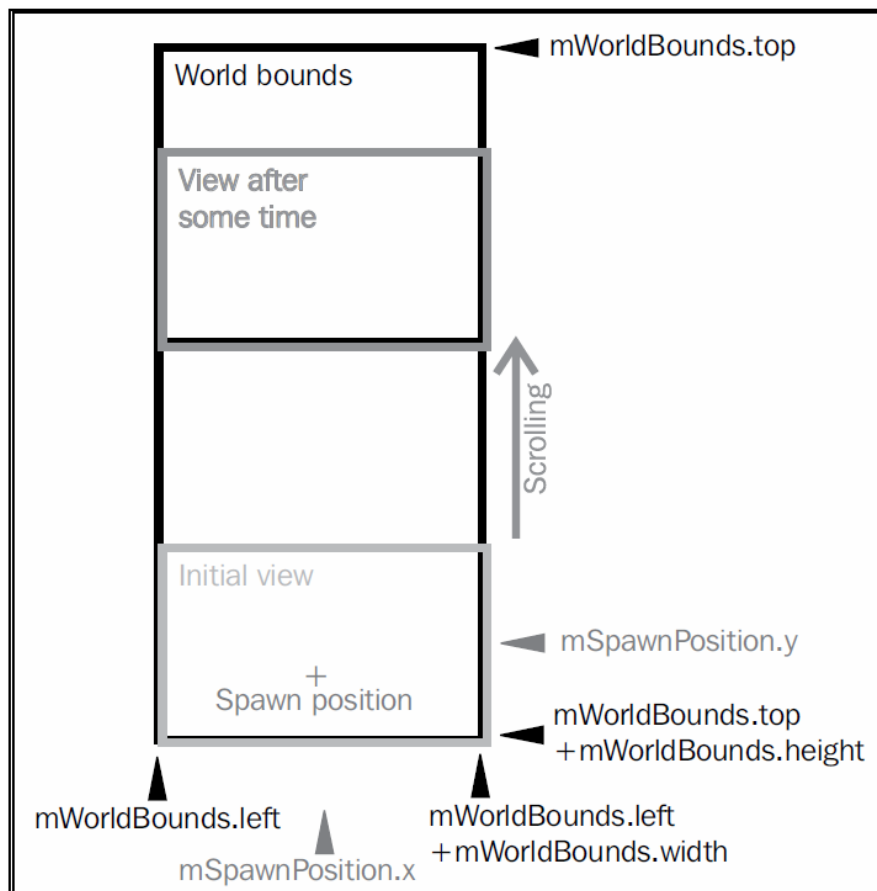 mWorldBounds.top
World bounds
View after
some time
Scrolling
Initial view
mSpawnPosition.y
+
Spawn position
mWorldBounds.top
+mWorldBounds.height
mWorldBounds.left
mWorldBounds.left
+mWorldBounds.width
mSpawnPosition.x